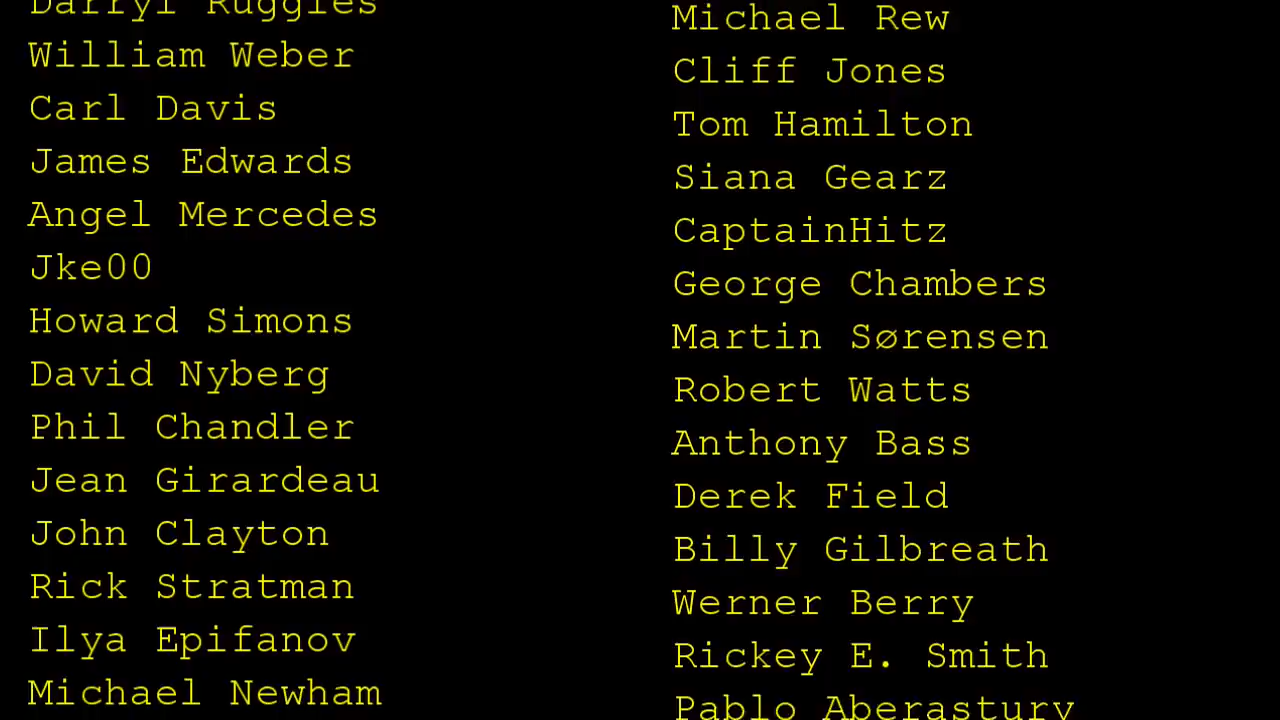 Darryl Ruggles
William Weber
Carl Davis
James Edwards
Angel Mercedes
Jke00
Howard Simons
David Nyberg
Phil Chandler
Jean Girardeau
John Clayton
Rick Stratman
Ilya Epifanov
Michael Newham
Michael Rew
Cliff Jones
Tom Hamilton
Siana Gearz
CaptainHitz
George Chambers
Martin Sørensen
Robert Watts
Anthony Bass
Derek Field
Billy Gilbreath
Werner Berry
Rickey E. Smith
Pablo Aberastury